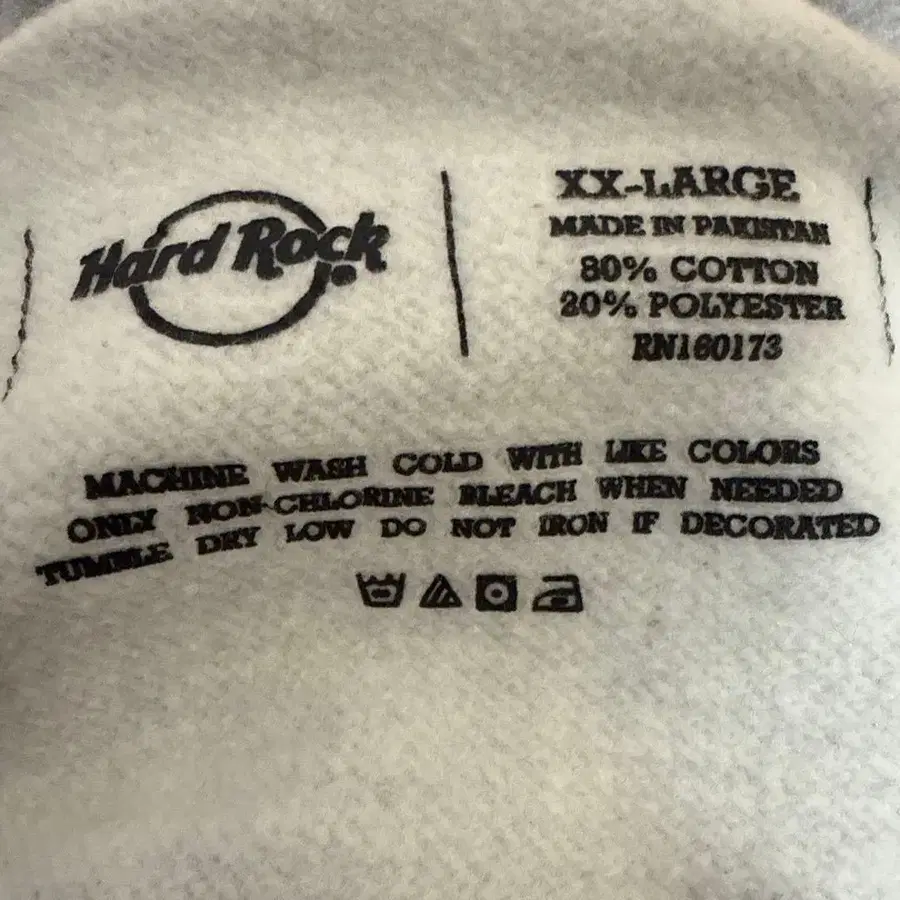 Hard Rock
XX-LARGE
MADE IN PAKISTAN
80% COTTON
20% POLYESTER
RN160173
MACHINE WASH COLD WITH LIKE COLORS
ONLY NON-CHLORINE BLEACH WHEN NEEDED
TUMBLE DRY LOW DO NOT IRON IF DECORATED